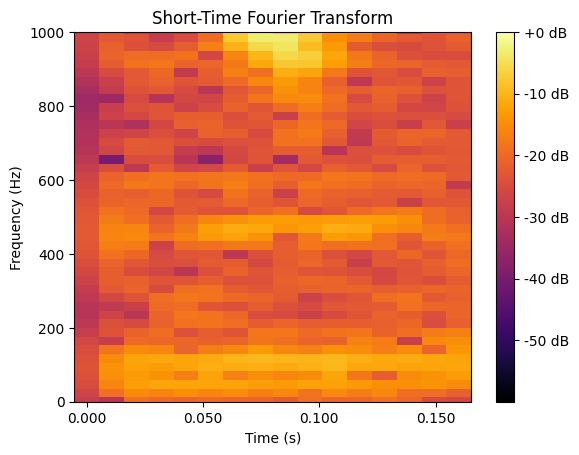 Short-Time Fourier Transform
Frequency (Hz)
1000
800
600
400
200
0
0.000
0.050
0.100
0.150
Time (s)
+0 dB
-10 dB
-20 dB
-30 dB
-40 dB
-50 dB